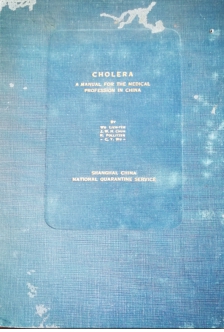 CHOLERA
A MANUAL FOR THE MEDICAL
PROFESSION IN CHINA
BY
WU LIEN-TEH
J. W. H. CHUN
R. POLLITZER
C. Y. WU
SHANGHAI CHINA
NATIONAL QUARANTINE SERVICE